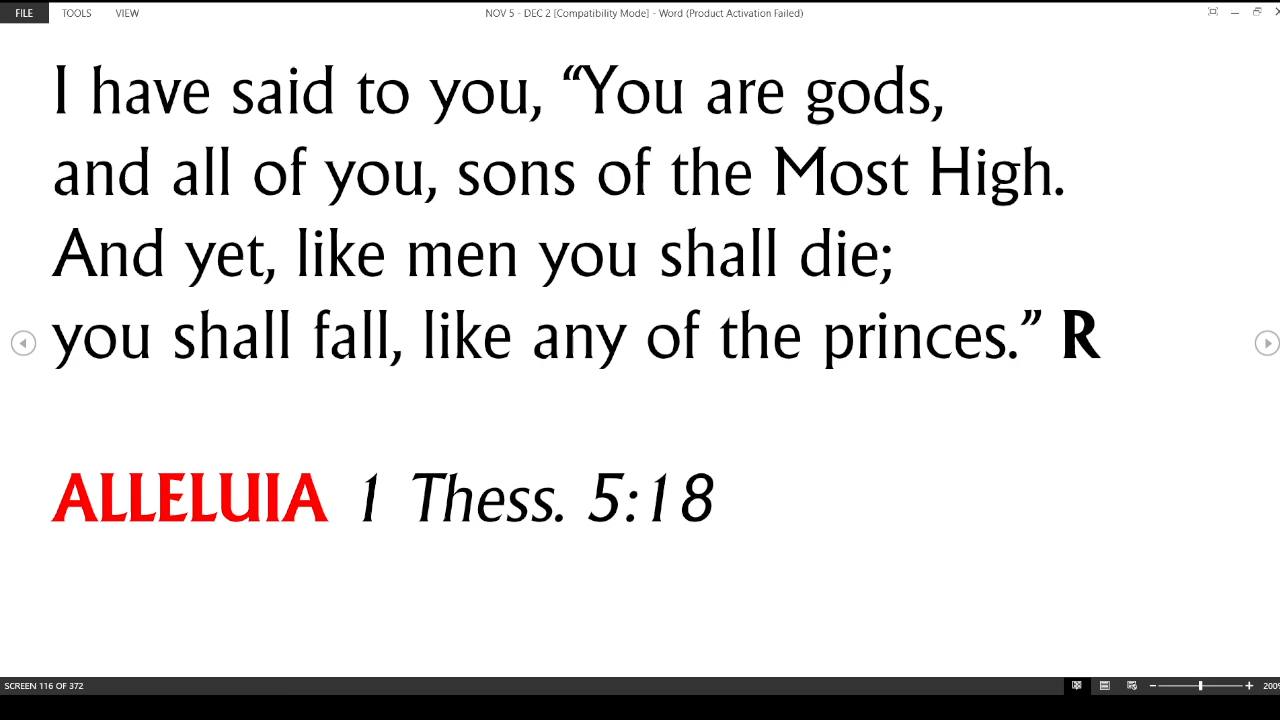 FILE TOOLS VIEW NOV 5 - DEC 2 [Compatibility Mode] - Word (Product Activation Failed)
I have said to you, “You are gods,
and all of you, sons of the Most High.
And yet, like men you shall die;
you shall fall, like any of the princes.” R
ALLELUIA 1 Thess. 5:18
SCREEN 116 OF 372 200%